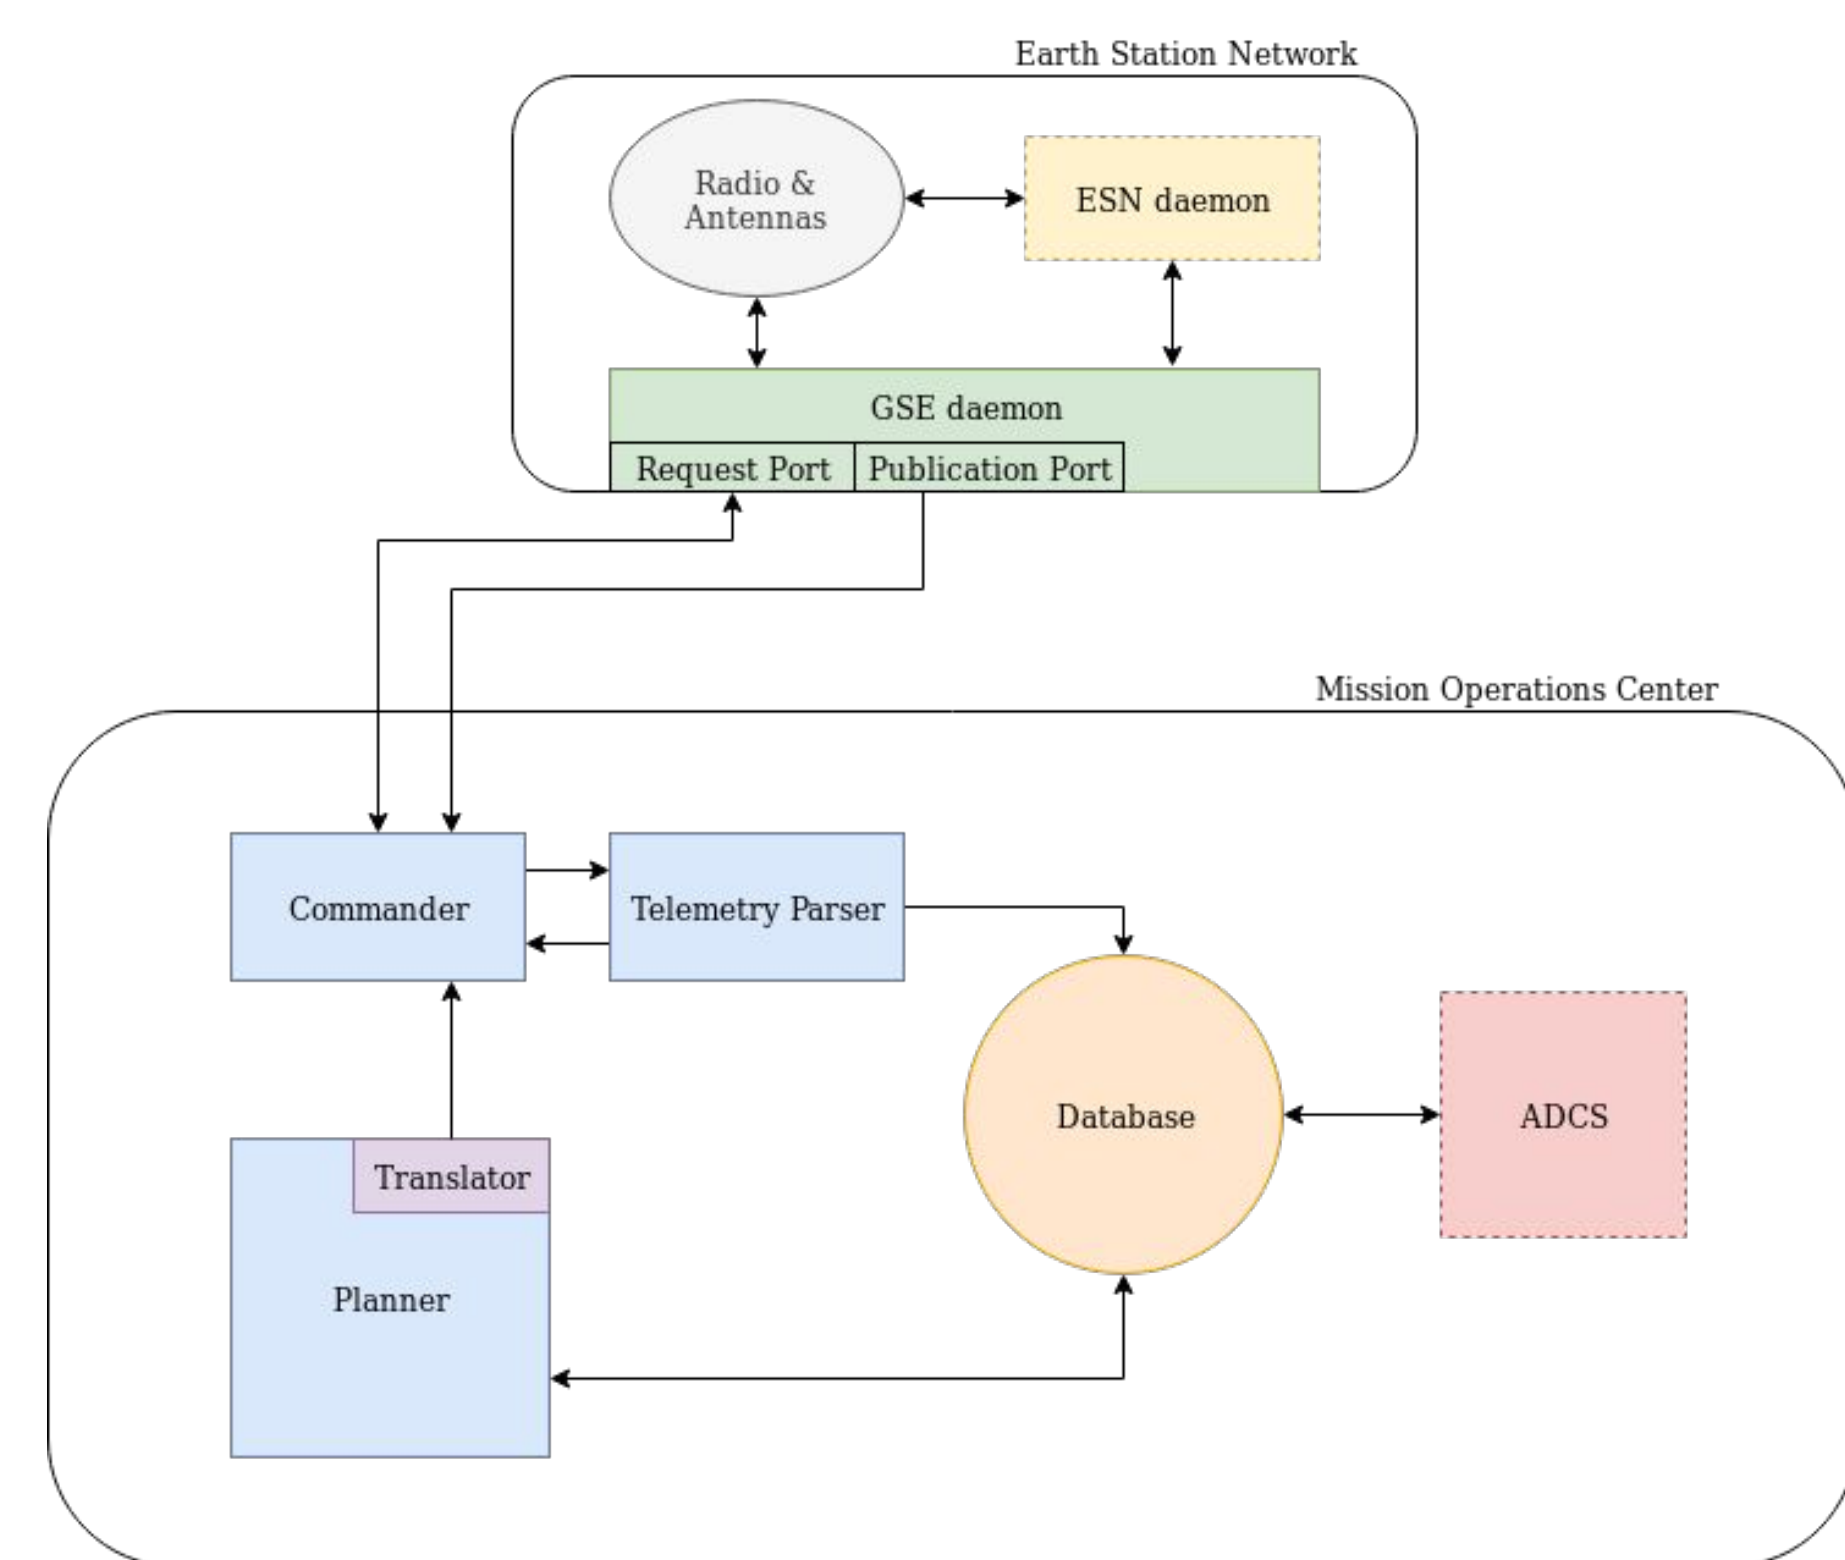 Earth Station Network
Radio &
Antennas
ESN daemon
GSE daemon
Request Port
Publication Port
Mission Operations Center
Commander
Telemetry Parser
Database
ADCS
Translator
Planner